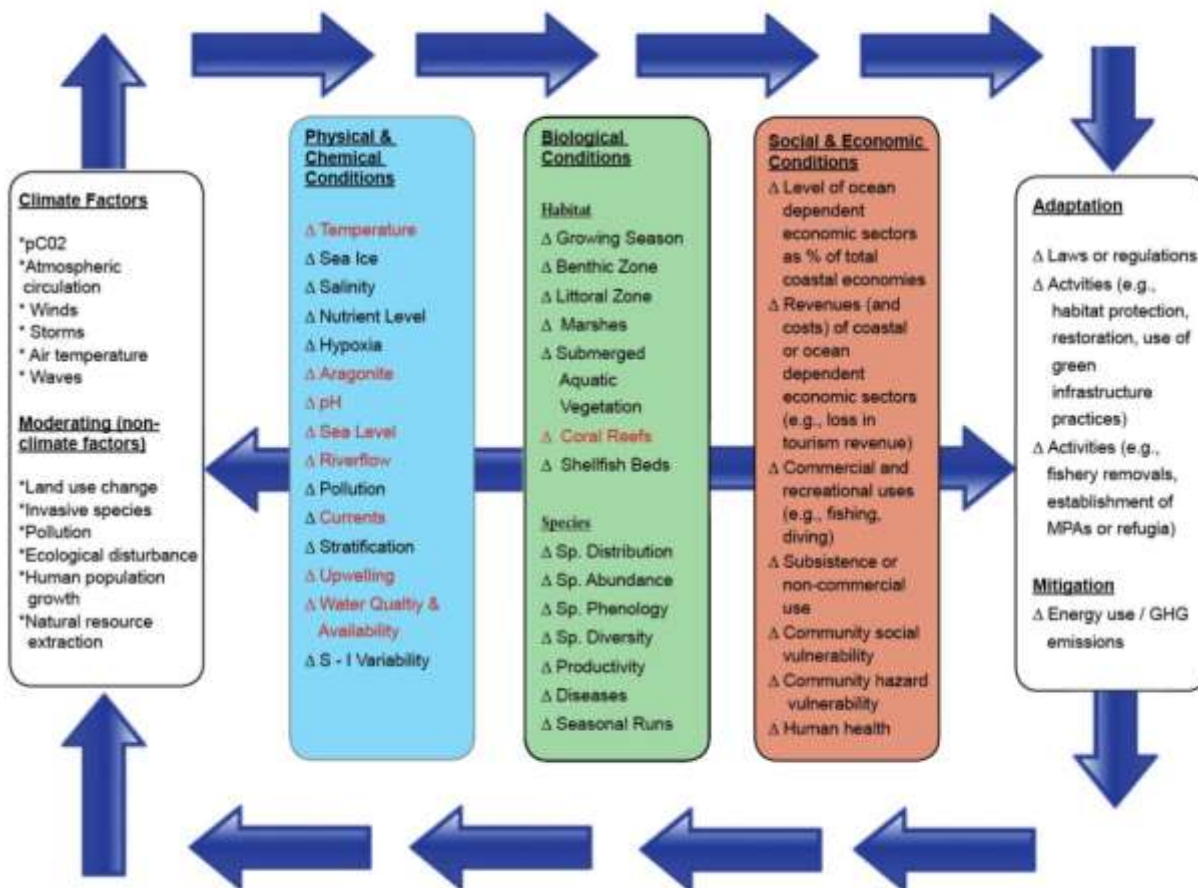 Climate Factors
*pC02
*Atmospheric
circulation
* Winds
* Storms
* Air temperature
* Waves
Moderating (non-
climate factors)
*Land use change
*Invasive species
*Pollution
*Ecological disturbance
*Human population
growth
*Natural resource
extraction
Physical &
Chemical
Conditions
Δ Temperature
Δ Sea Ice
Δ Salinity
Δ Nutrient Level
Δ Hypoxia
Δ Aragonite
Δ pH
Δ Sea Level
Δ Riverflow
Δ Pollution
Δ Currents
Δ Stratification
Δ Upwelling
Δ Water Qualtiy &
Availability
Δ S - I Variability
Biological
Conditions
Habitat
Δ Growing Season
Δ Benthic Zone
Δ Littoral Zone
Δ Marshes
Δ Submerged
Aquatic
Vegetation
Δ Coral Reefs
Δ Shellfish Beds
Species
Δ Sp. Distribution
Δ Sp. Abundance
Δ Sp. Phenology
Δ Sp. Diversity
Δ Productivity
Δ Diseases
Δ Seasonal Runs
Social & Economic
Conditions
Δ Level of ocean
dependent
economic sectors
as % of total
coastal economies
Δ Revenues (and
costs) of coastal
or ocean
dependent
economic sectors
(e.g., loss in
tourism revenue)
Δ Commercial and
recreational uses
(e.g., fishing,
diving)
Δ Subsistence or
non-commercial
use
Δ Community social
vulnerability
Δ Community hazard
vulnerability
Δ Human health
Adaptation
Δ Laws or regulations
Δ Actvities (e.g.,
habitat protection,
restoration, use of
green
infrastructure
practices)
Δ Activities (e.g.,
fishery removals,
establishment of
MPAs or refugia)
Mitigation
Δ Energy use / GHG
emissions